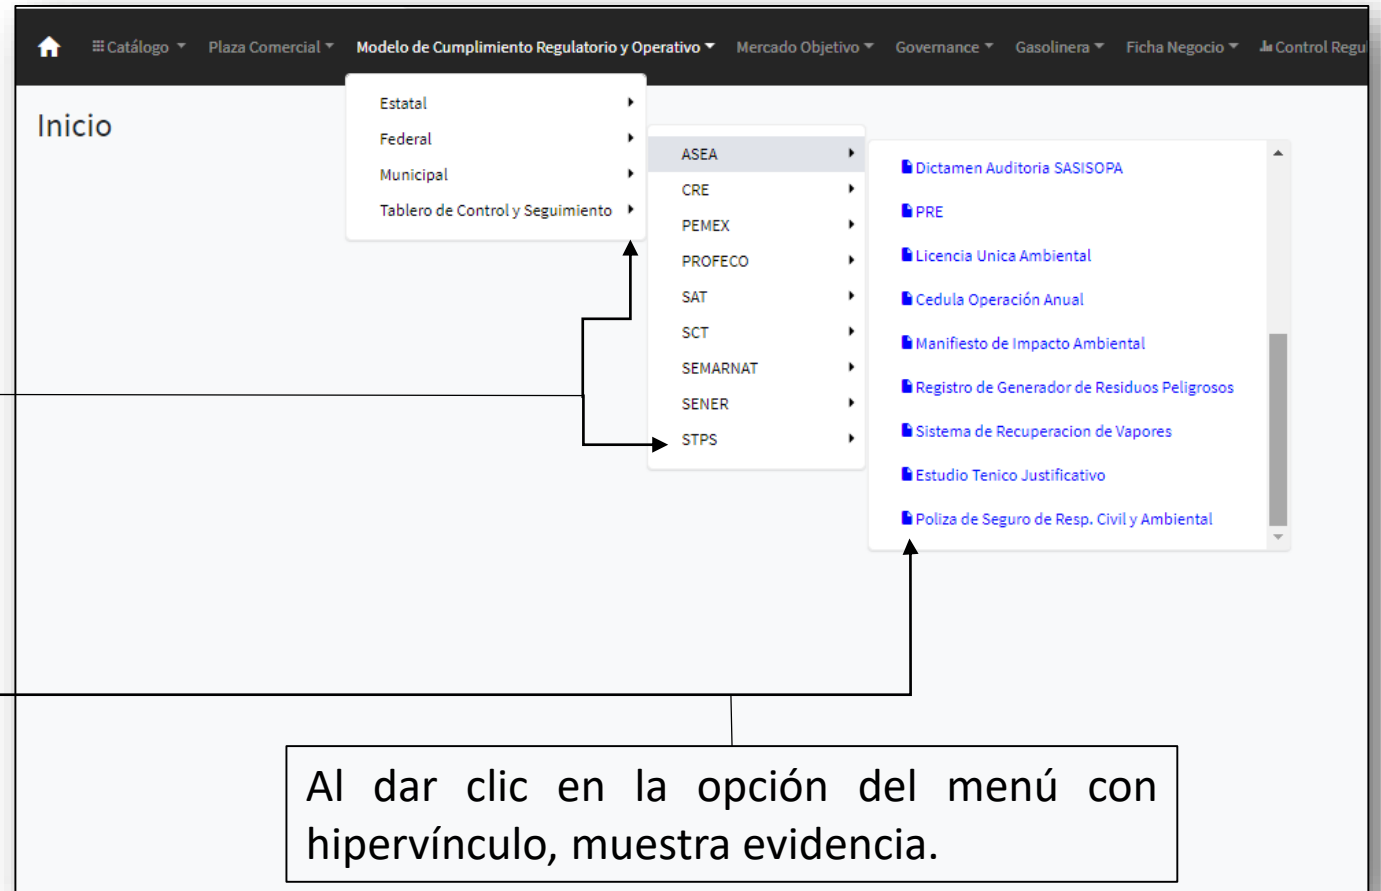 Catálogo Plaza Comercial Modelo de Cumplimiento Regulatorio y Operativo Mercado Objetivo Governance Gasolinera Ficha Negocio Control Regul
Inicio
Estatal
Federal
Municipal
Tablero de Control y Seguimiento
ASEA
CRE
PEMEX
PROFECO
SAT
SCT
SEMARNAT
SENER
STPS
Dictamen Auditoria SASISOPA
PRE
Licencia Unica Ambiental
Cedula Operación Anual
Manifiesto de Impacto Ambiental
Registro de Generador de Residuos Peligrosos
Sistema de Recuperacion de Vapores
Estudio Tenico Justificativo
Poliza de Seguro de Resp. Civil y Ambiental
Al dar clic en la opción del menú con
hipervínculo, muestra evidencia.